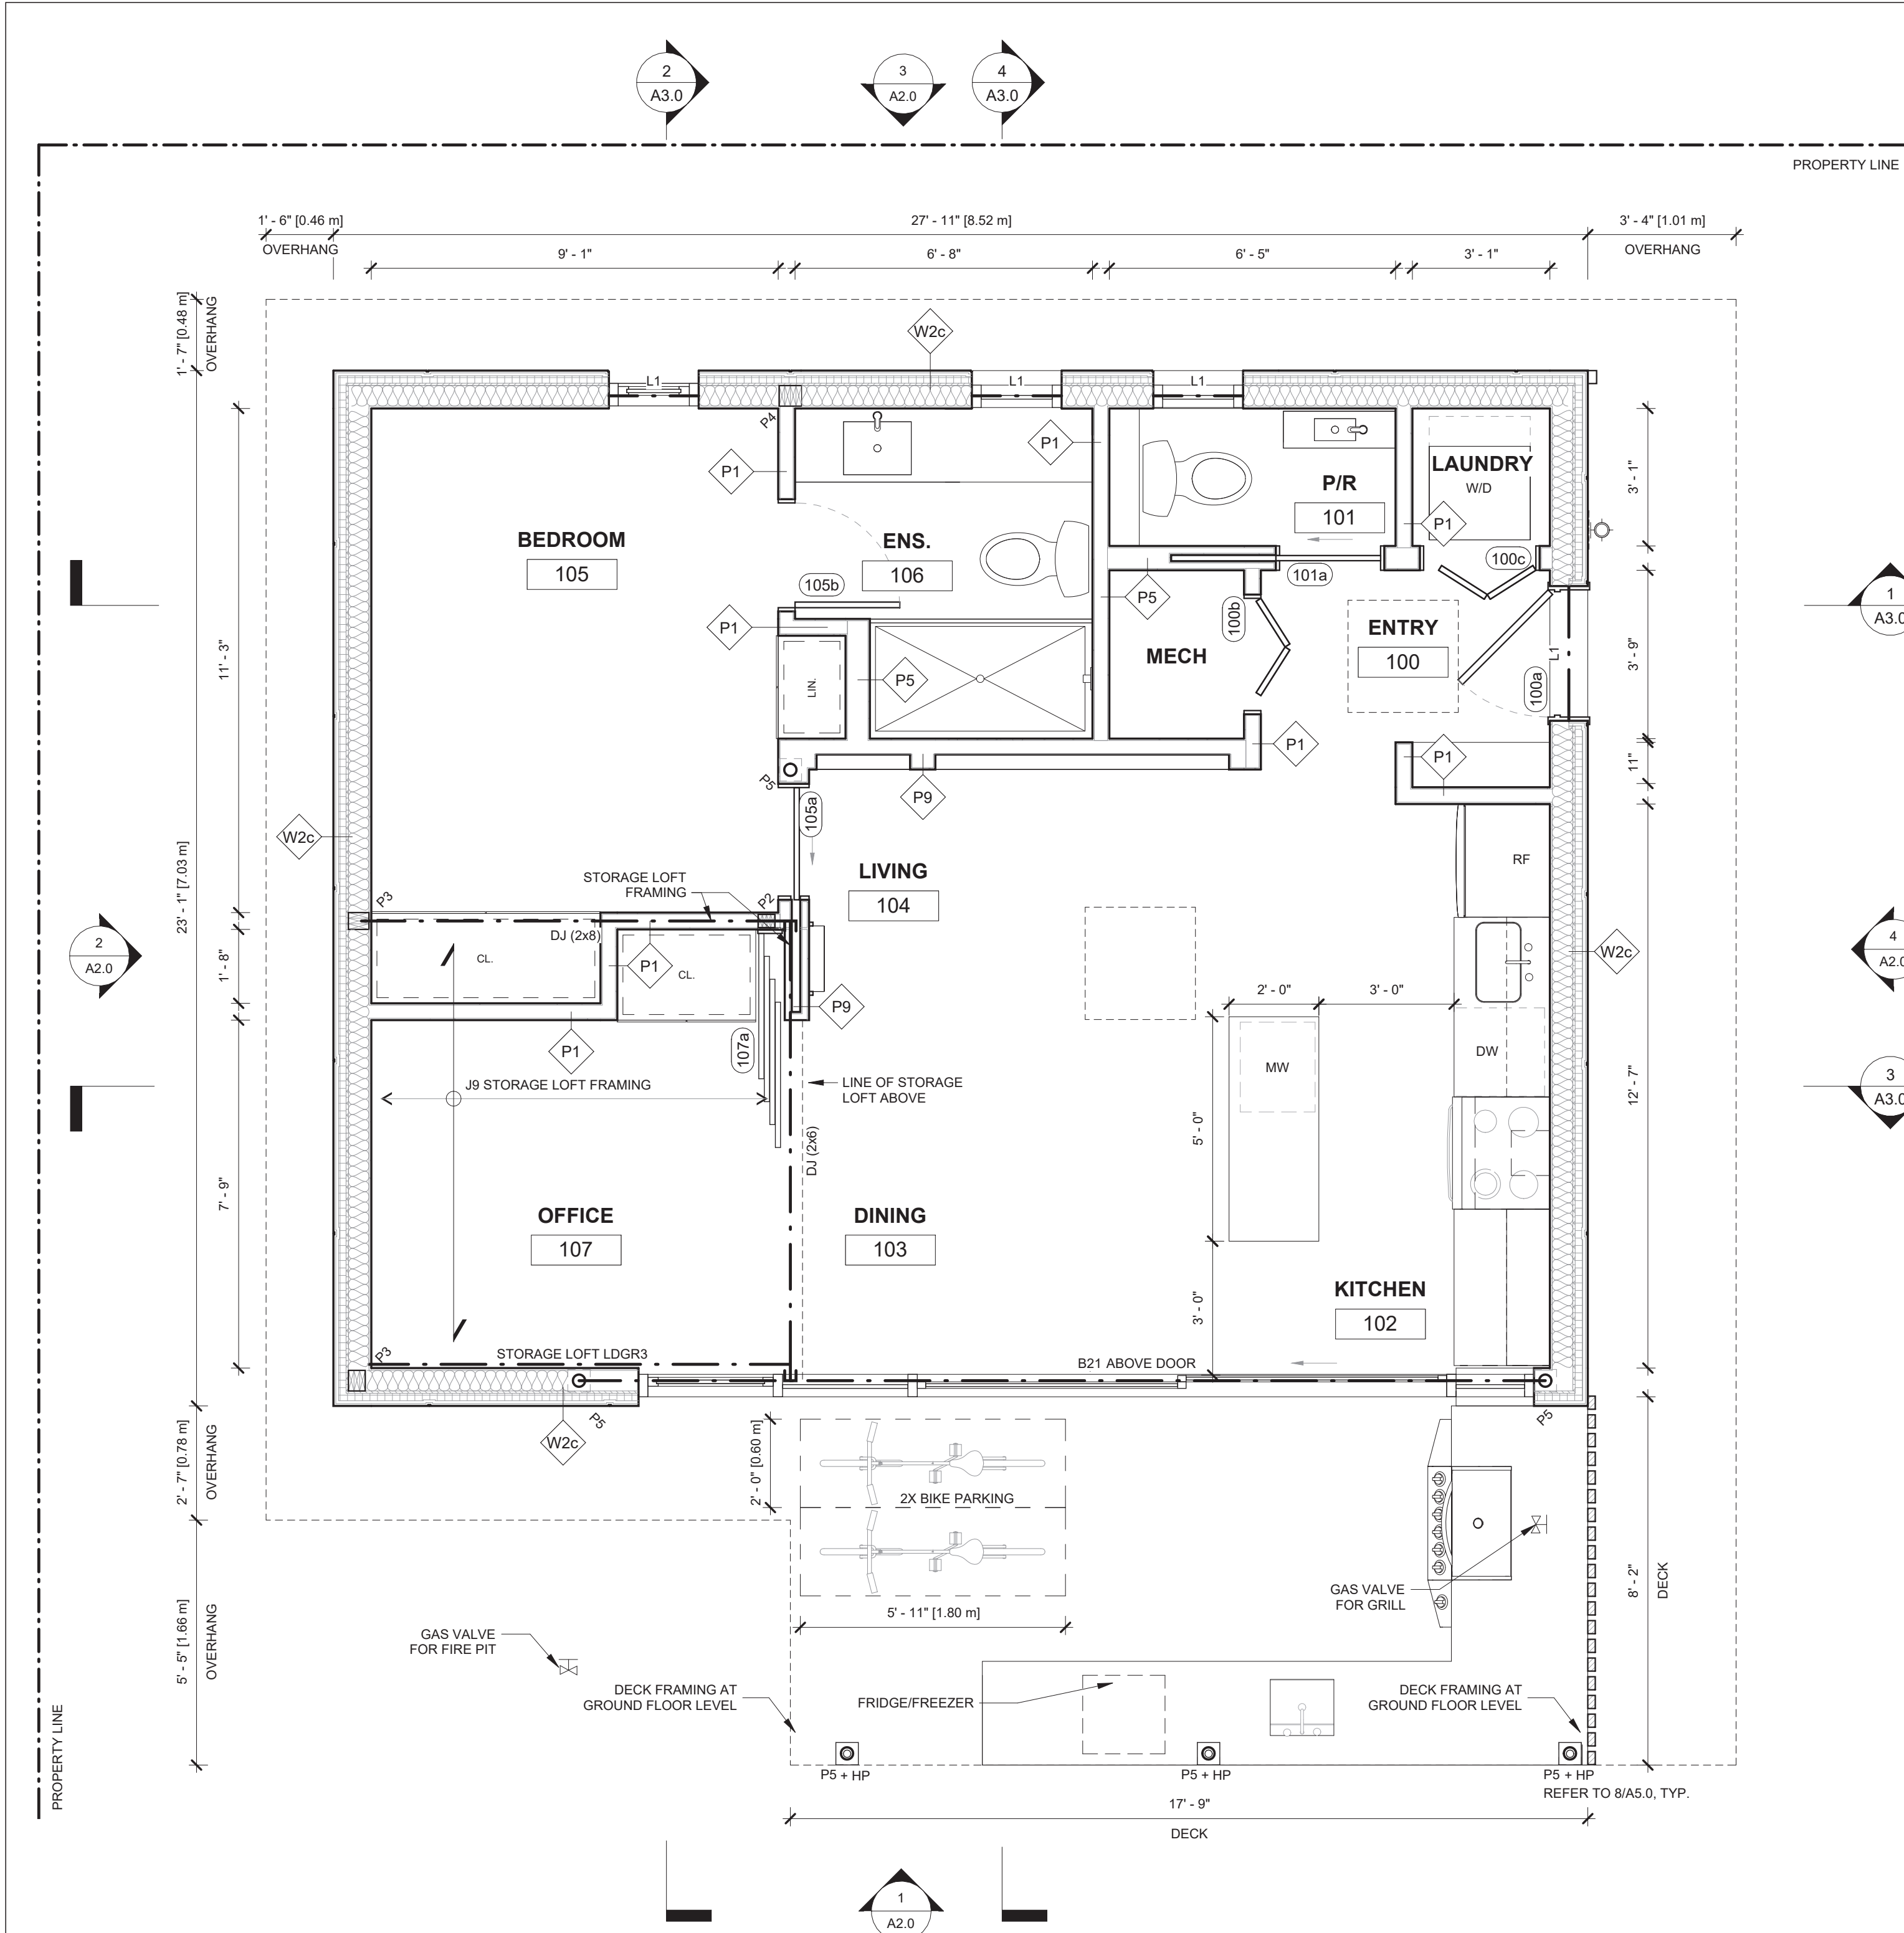 2
A3.0
3
A2.0
4
A3.0
PROPERTY LINE
1' - 6" [0.46 m]
27' - 11" [8.52 m]
3' - 4" [1.01 m]
OVERHANG
OVERHANG
9' - 1"
6' - 8"
6' - 5"
3' - 1"
1' - 7" [0.48 m]
OVERHANG
W2c
L1
L1
L1
P4
P1
P1
LAUNDRY
W/D
P/R
101
P1
3' - 1"
BEDROOM
105
ENS.
106
105b
101a
100c
P5
100b
ENTRY
100
MECH
L1
100a
3' - 9"
1
A3.0
P1
LIN.
P5
11' - 3"
P1
P1
11"
P5
P9
105a
W2c
23' - 1" [7.03 m]
LIVING
104
RF
STORAGE LOFT
FRAMING
P3
P2
DJ (2x8)
CL.
P1
CL.
2
A2.0
1' - 8"
P9
W2c
4
A2.0
2' - 0"
3' - 0"
P1
107a
MW
DW
J9 STORAGE LOFT FRAMING
LINE OF STORAGE
LOFT ABOVE
12' - 7"
3
A3.0
DJ (2x6)
5' - 0"
7' - 9"
OFFICE
107
DINING
103
KITCHEN
102
3' - 0"
P3
STORAGE LOFT LDGR3
B21 ABOVE DOOR
P5
W2c
P5
2' - 7" [0.78 m]
OVERHANG
2' - 0" [0.60 m]
2X BIKE PARKING
GAS VALVE
FOR GRILL
8' - 2"
DECK
5' - 11" [1.80 m]
5' - 5" [1.66 m]
OVERHANG
GAS VALVE
FOR FIRE PIT
DECK FRAMING AT
GROUND FLOOR LEVEL
FRIDGE/FREEZER
DECK FRAMING AT
GROUND FLOOR LEVEL
PROPERTY LINE
P5 + HP
P5 + HP
P5 + HP
REFER TO 8/A5.0, TYP.
17' - 9"
DECK
1
A2.0